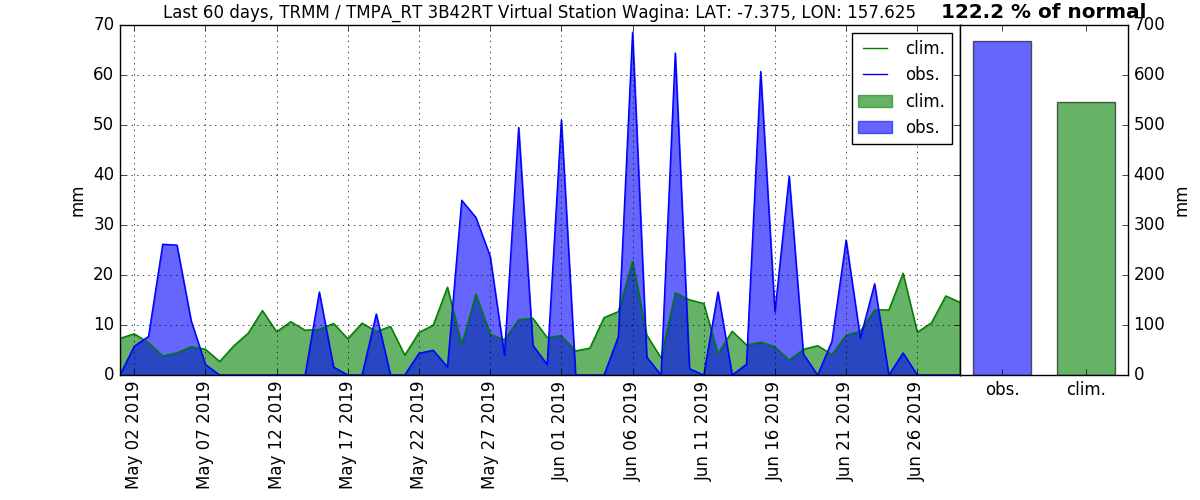 Last 60 days, TRMM / TMPA_RT 3B42RT Virtual Station Wagina: LAT: -7.375, LON: 157.625
122.2 % of normal
70
60
50
40
30
20
10
0
mm
clim.
obs.
clim.
obs.
May 02 2019
May 07 2019
May 12 2019
May 17 2019
May 22 2019
May 27 2019
Jun 01 2019
Jun 06 2019
Jun 11 2019
Jun 16 2019
Jun 21 2019
Jun 26 2019
700
600
500
400
300
200
100
0
mm
obs.
clim.